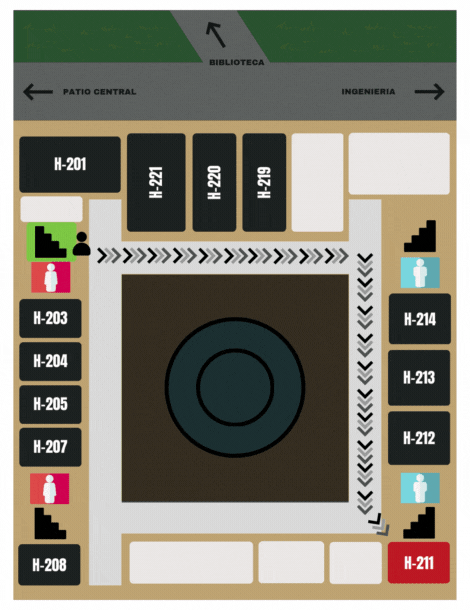 BIBLIOTECA
PATIO CENTRAL
INGENIERIA
H-201
H-221
H-220
H-219
H-203
H-204
H-205
H-207
H-208
H-214
H-213
H-212
H-211